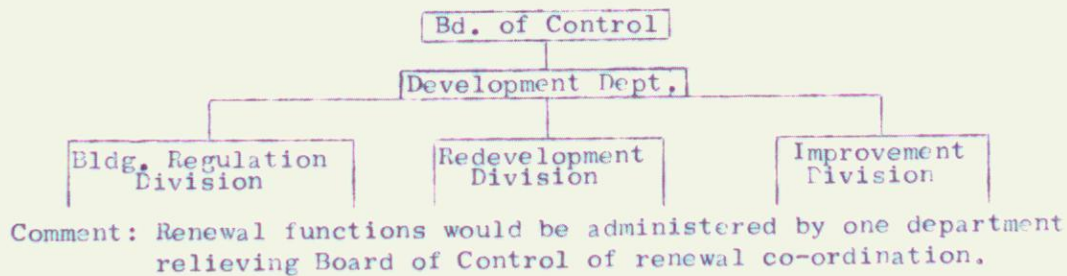 Bd. of Control
Development Dept.
Bldg. Regulation
Division
Redevelopment
Division
Improvement
Division
Comment: Renewal functions would be administered by one department
relieving Board of Control of renewal co-ordination.